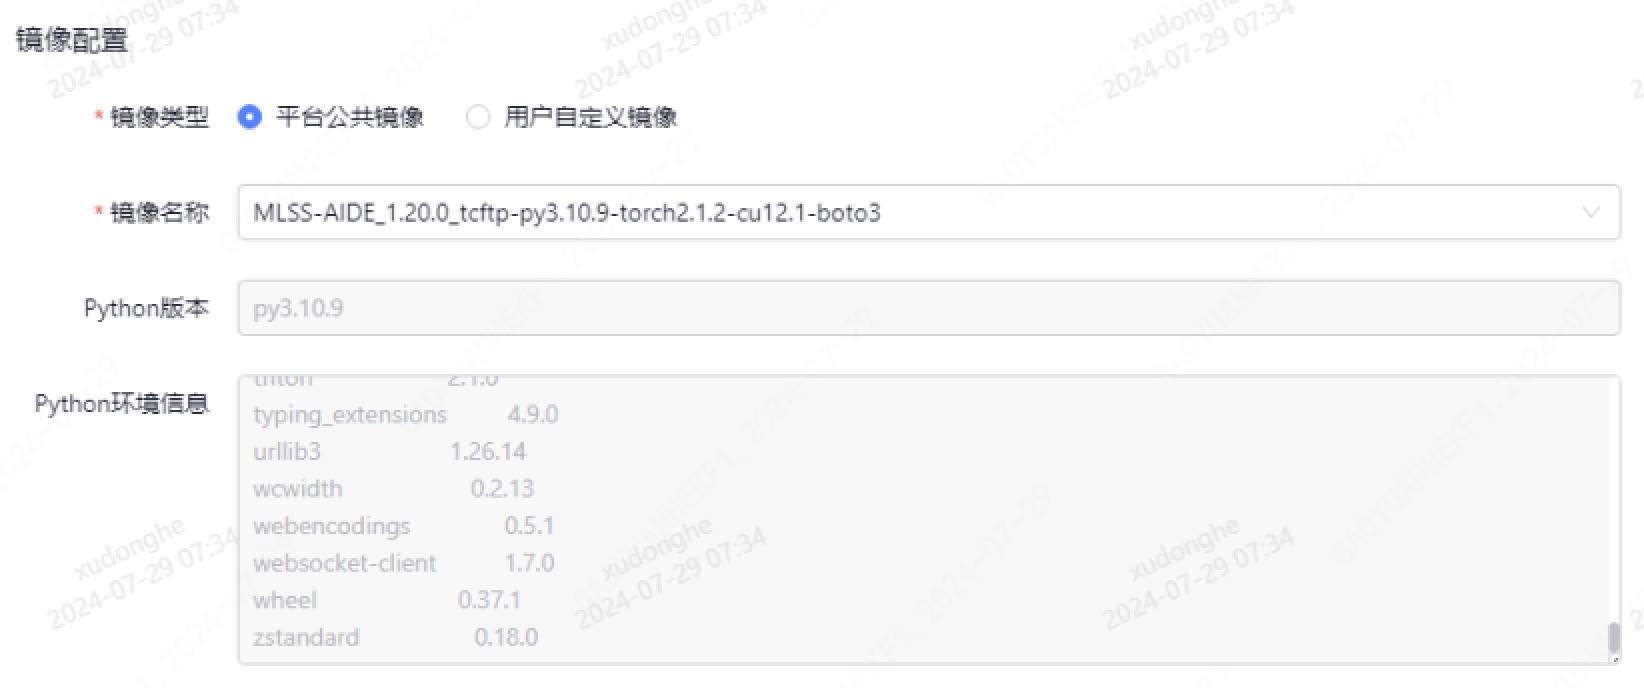 镜像配置
* 镜像类型 平台公共镜像 用户自定义镜像
* 镜像名称 MLSS-AIDE_1.20.0_tcftp-py3.10.9-torch2.1.2-cu12.1-boto3
Python版本 py3.10.9
Python环境信息
triton 2.1.0
typing_extensions 4.9.0
urllib3 1.26.14
wcwidth 0.2.13
webencodings 0.5.1
websocket-client 1.7.0
wheel 0.37.1
zstandard 0.18.0
xudonghe
2024-07-29 07:34
xudonghe
2024-07-29 07:34
xudonghe
2024-07-29 07:34
xudonghe
2024-07-29 07:34
xudonghe
2024-07-29 07:34
2024-07-29 07:34